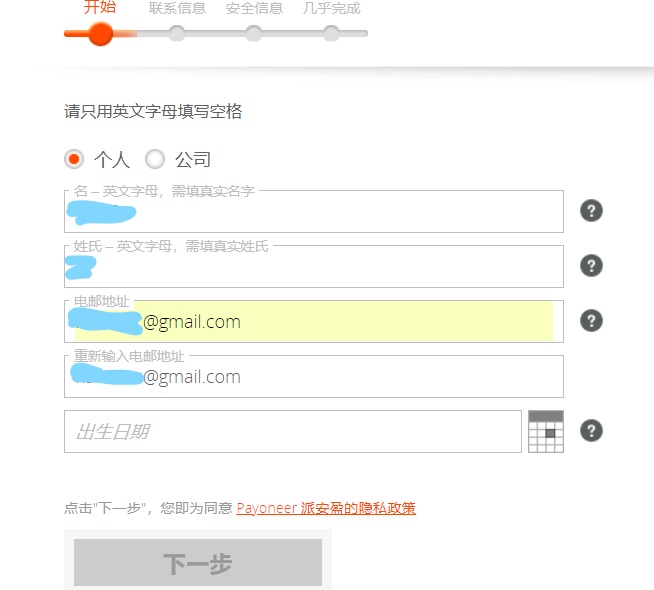 开始 联系信息 安全信息 几乎完成
请只用英文字母填写空格
个人 公司
名 – 英文字母，需填真实名字
?
姓氏 – 英文字母，需填真实姓氏
?
电邮地址
@gmail.com ?
重新输入电邮地址
@gmail.com
出生日期 ?
点击"下一步"，您即为同意 Payoneer 派安盈的隐私政策
下一步